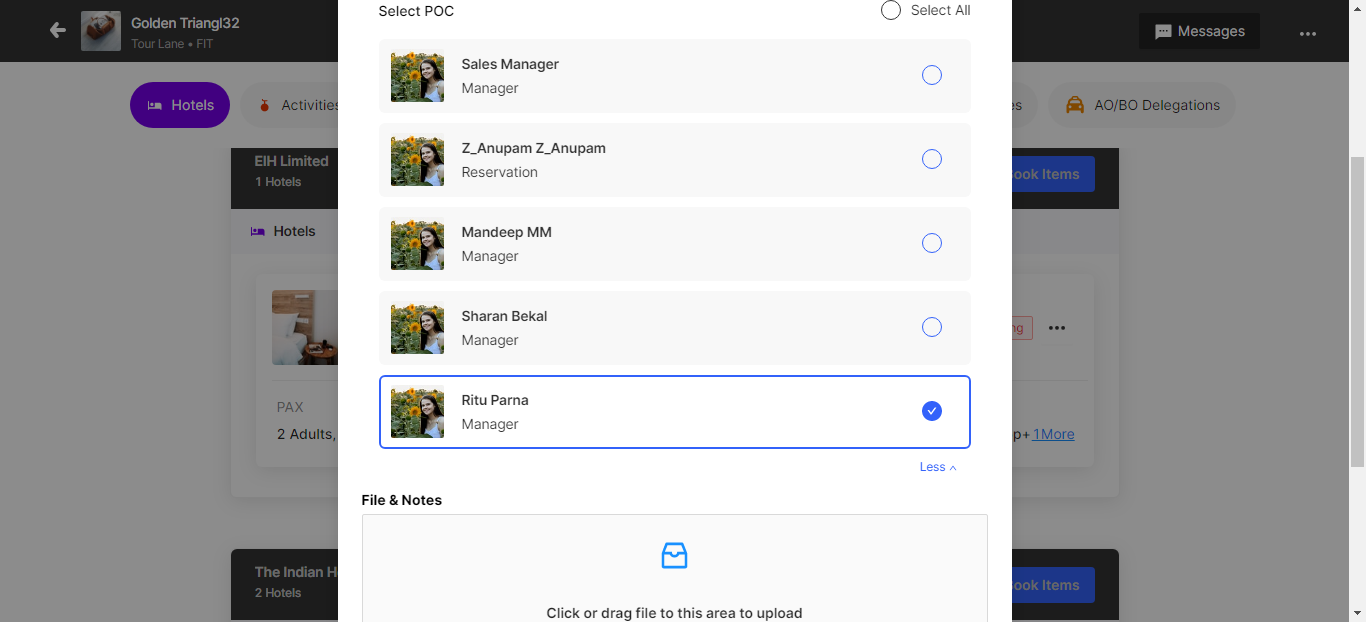 Golden Triangl32
Tour Lane • FIT
Messages
Hotels
Activities
es
AO/BO Delegations
EIH Limited
1 Hotels
Book Items
Hotels
ng
PAX
2 Adults,
p+1More
The Indian H
2 Hotels
Book Items
Select POC
Select All
Sales Manager
Manager
Z_Anupam Z_Anupam
Reservation
Mandeep MM
Manager
Sharan Bekal
Manager
Ritu Parna
Manager
Less
File & Notes
Click or drag file to this area to upload